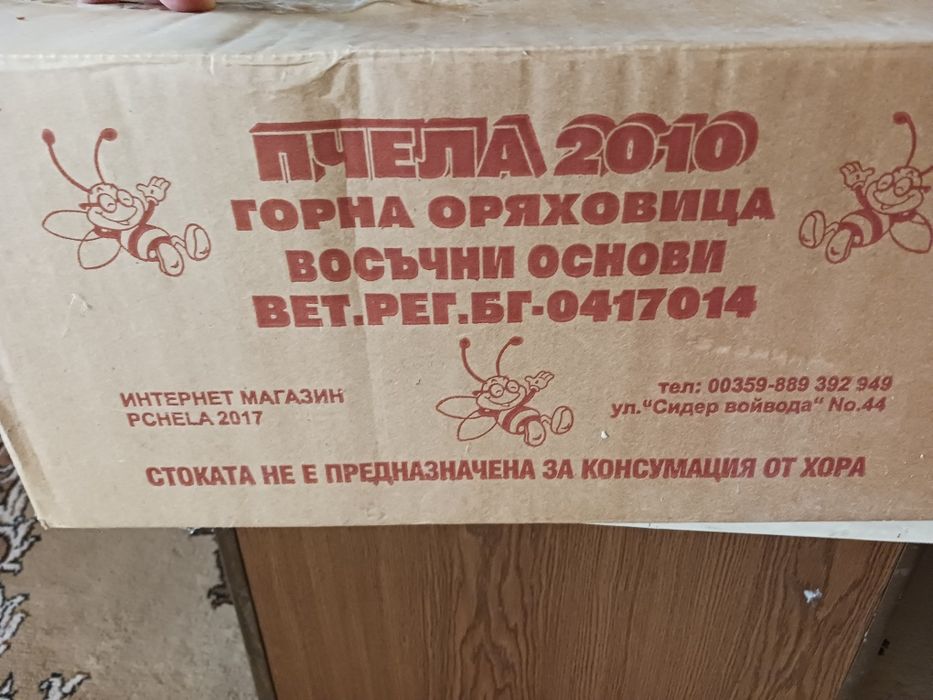 ПЧЕЛА 2010
ГОРНА ОРЯХОВИЦА
ВОСЪЧНИ ОСНОВИ
ВЕТ.РЕГ.БГ-0417014
ИНТЕРНЕТ МАГАЗИН
PCHELA 2017
тел: 00359-889 392 949
ул."Сидер войвода" No.44
СТОКАТА НЕ Е ПРЕДНАЗНАЧЕНА ЗА КОНСУМАЦИЯ ОТ ХОРА